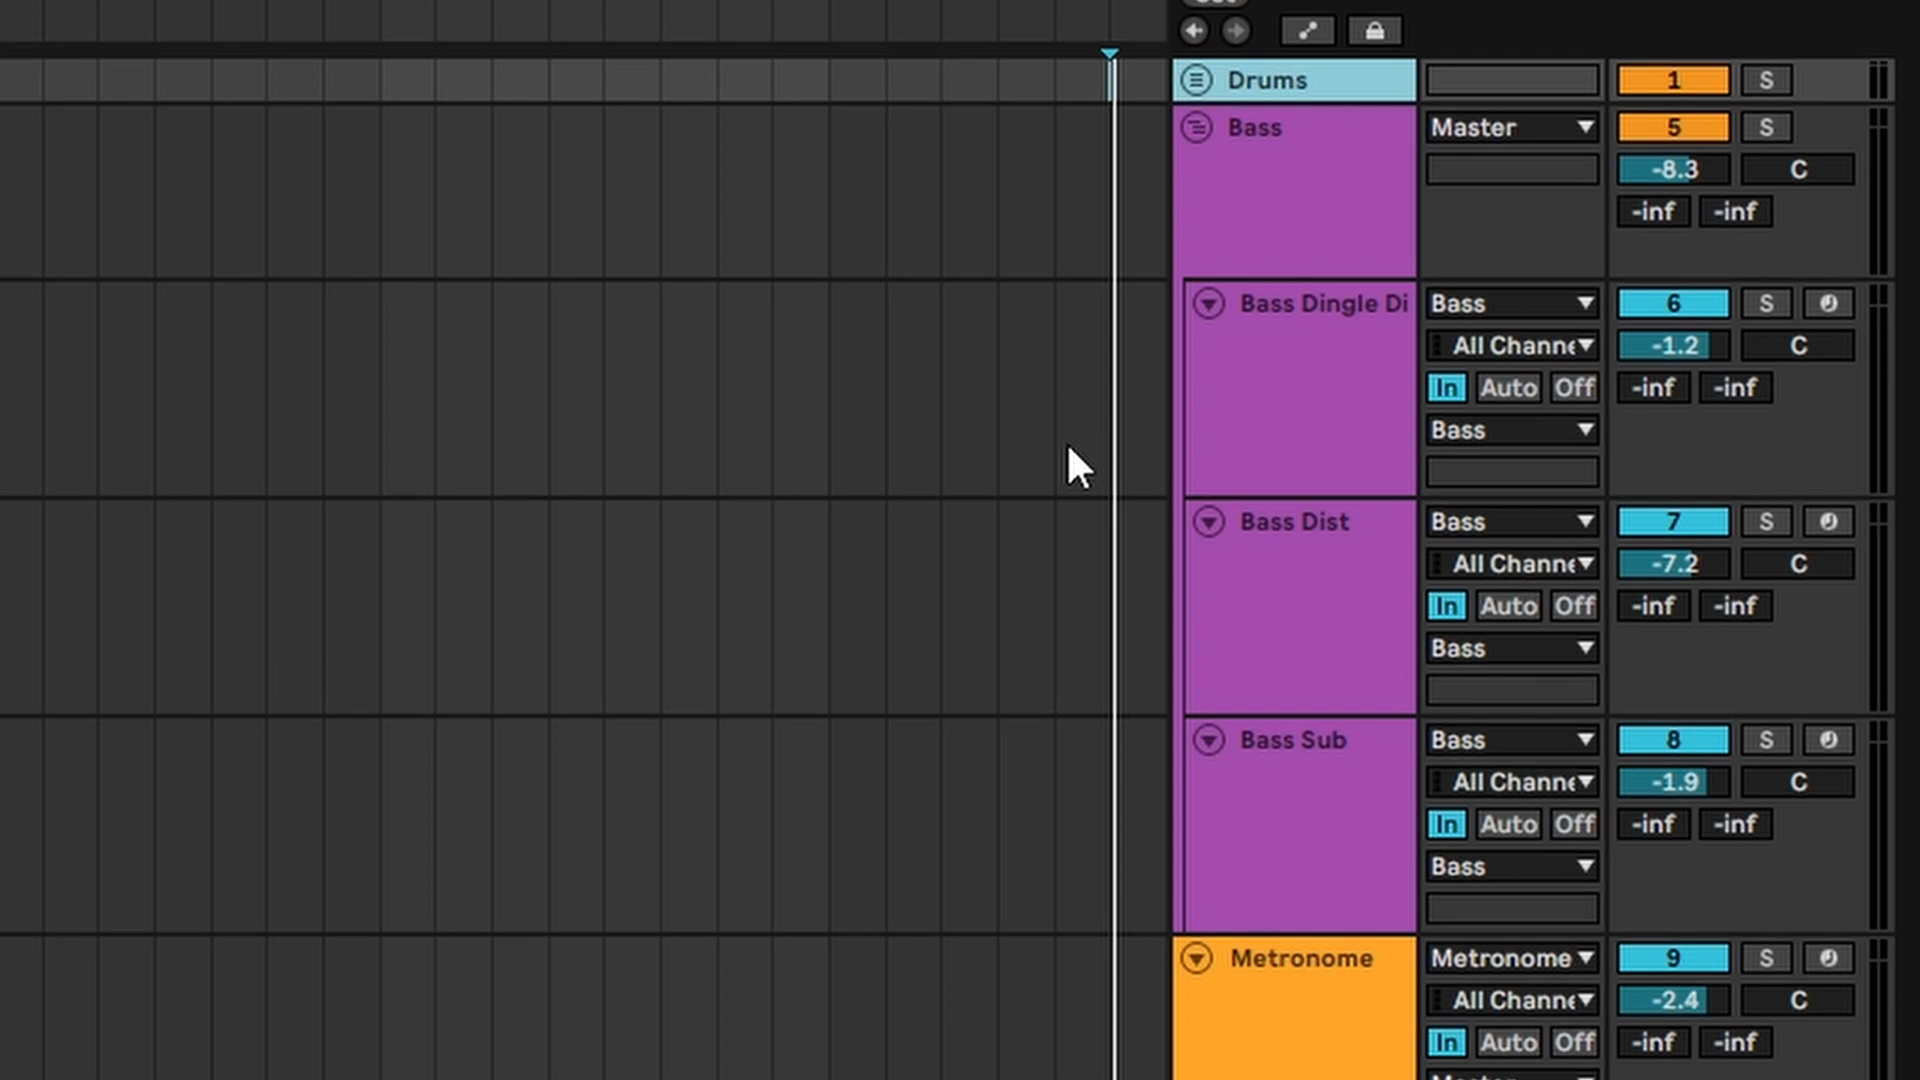 Drums 1 S
Bass Master 5 S
-8.3 C
-inf -inf
Bass Dingle Di Bass 6 S
All Channe -1.2 C
In Auto Off -inf -inf
Bass
Bass Dist Bass 7 S
All Channe -7.2 C
In Auto Off -inf -inf
Bass
Bass Sub Bass 8 S
All Channe -1.9 C
In Auto Off -inf -inf
Bass
Metronome Metronome 9 S
All Channe -2.4 C
In Auto Off -inf -inf